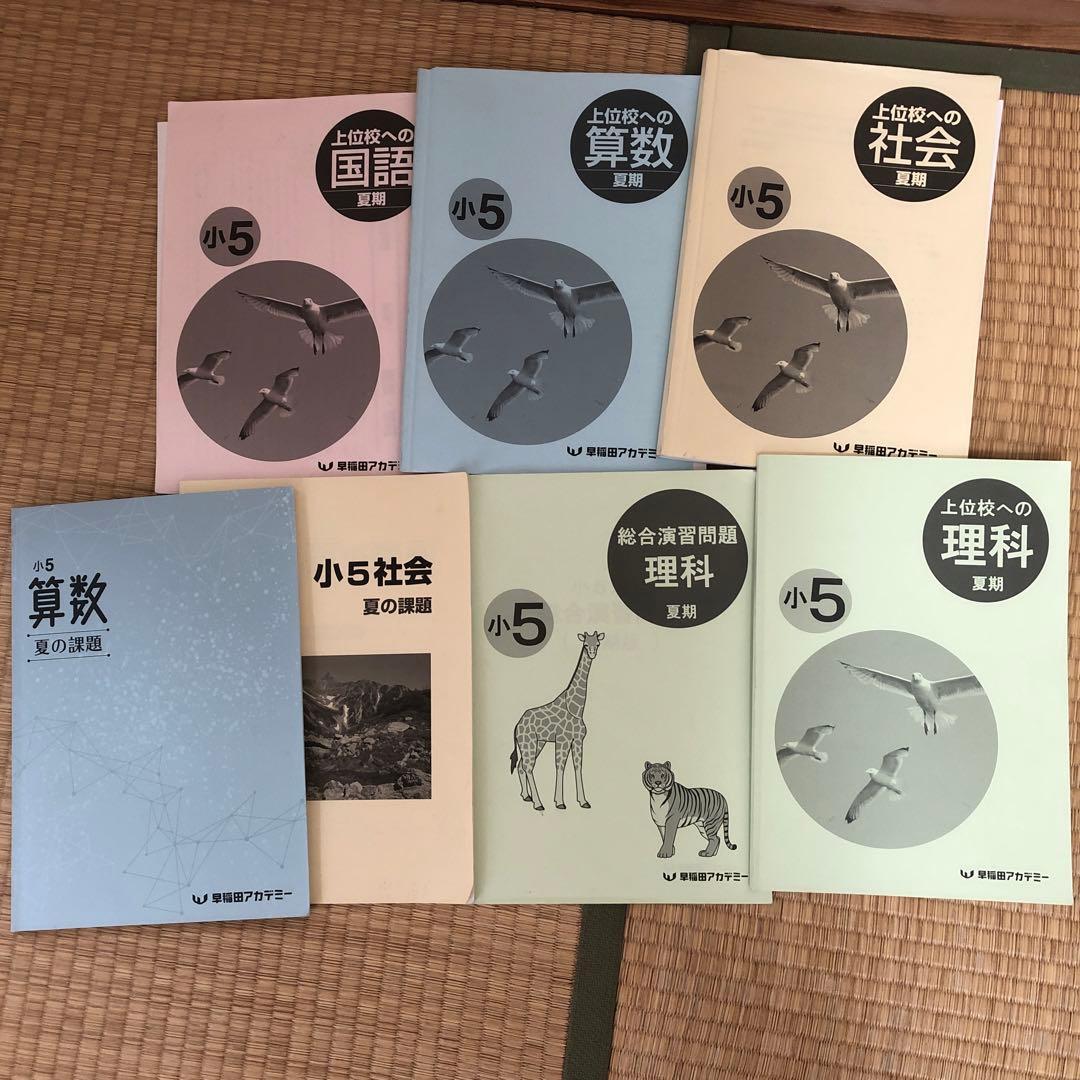 上位校への
国語
夏期
小5
早稲田アカデミー
上位校への
算数
夏期
小5
早稲田アカデミー
上位校への
社会
夏期
小5
早稲田アカデミー
小5
算数
夏の課題
早稲田アカデミー
小5社会
夏の課題
総合演習問題
理科
夏期
小5
早稲田アカデミー
上位校への
理科
夏期
小5
早稲田アカデミー